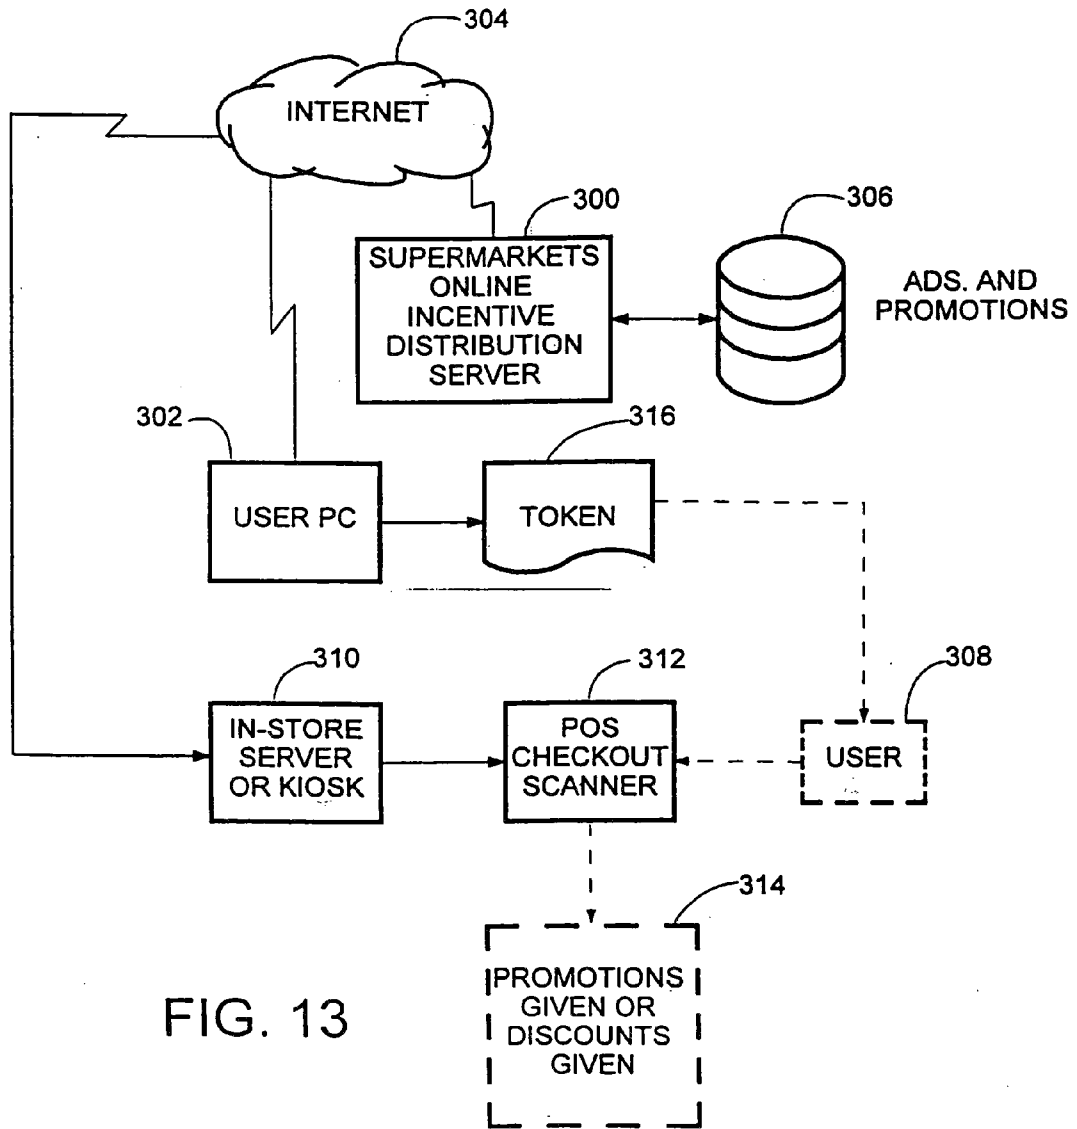 304
INTERNET
300
306
SUPERMARKETS
ONLINE
INCENTIVE
DISTRIBUTION
SERVER
ADS. AND
PROMOTIONS
302
316
USER PC
TOKEN
310
312
308
IN-STORE
SERVER
OR KIOSK
POS
CHECKOUT
SCANNER
USER
314
PROMOTIONS
GIVEN OR
DISCOUNTS
GIVEN
FIG. 13